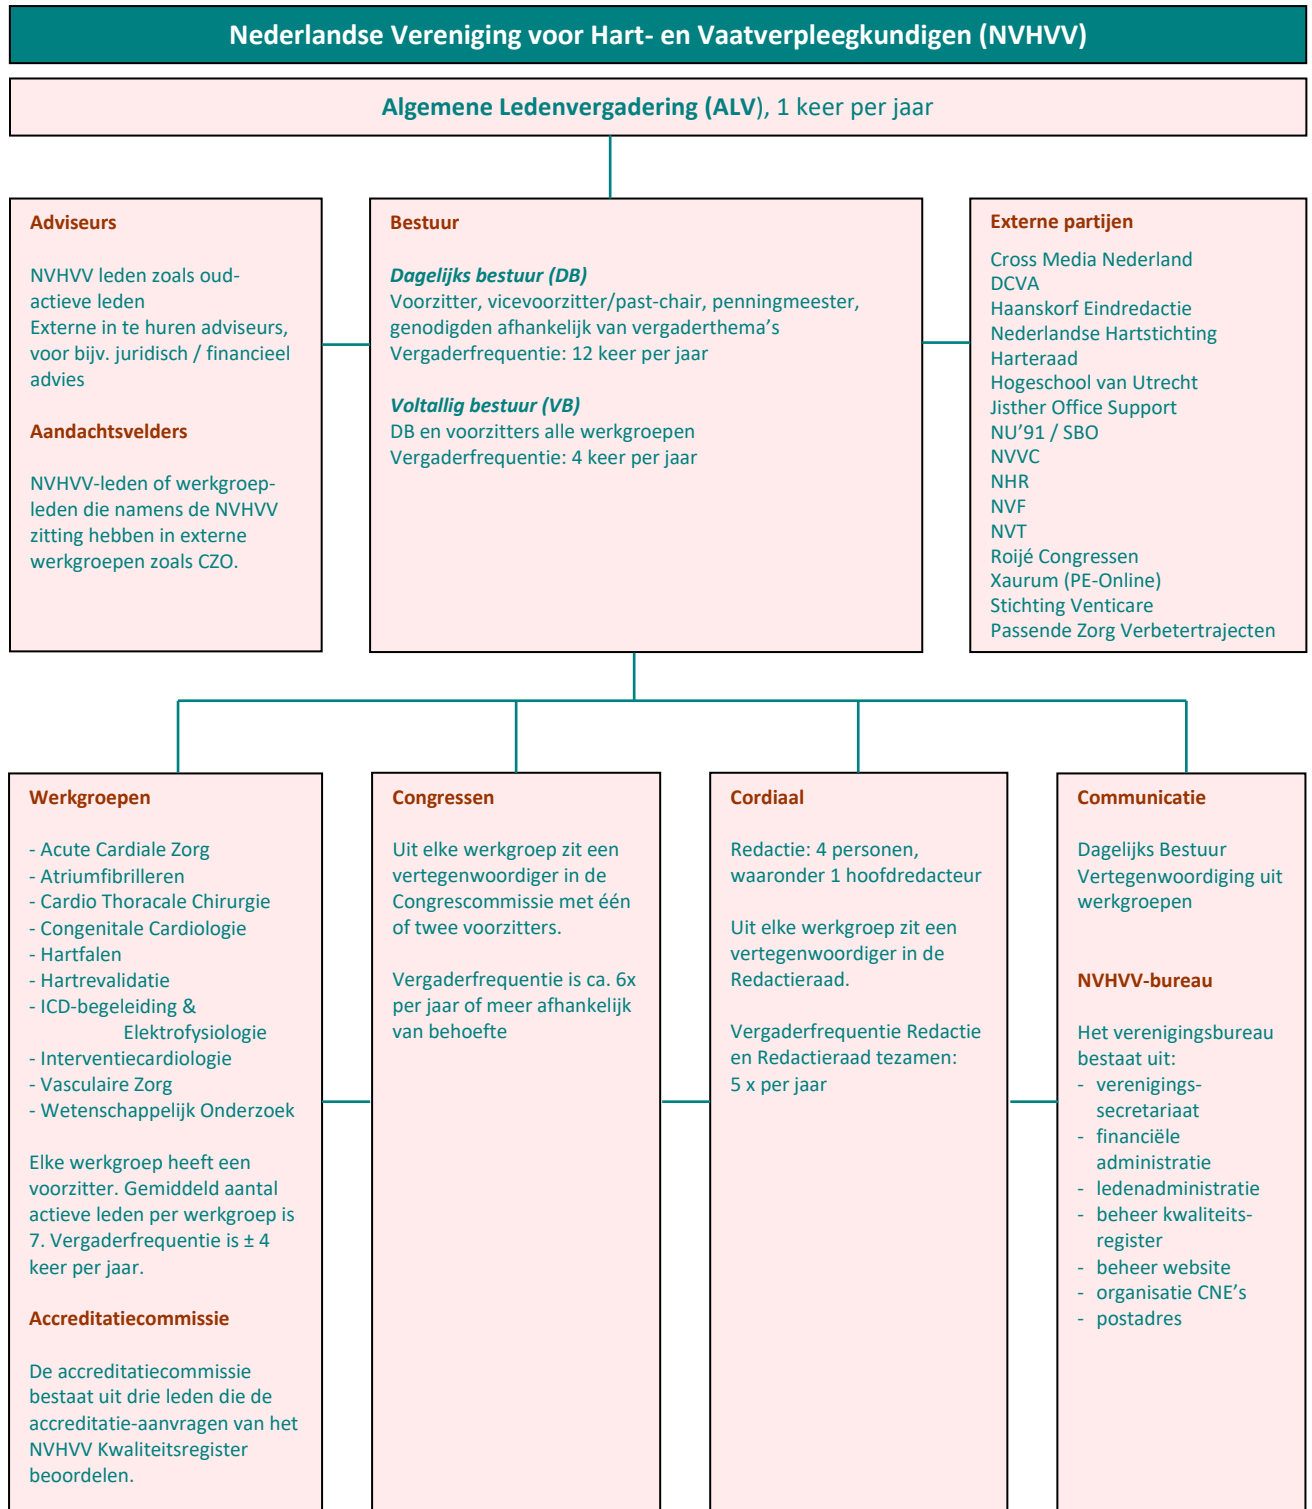 Nederlandse Vereniging voor Hart- en Vaatverpleegkundigen (NVHVV)
Algemene Ledenvergadering (ALV), 1 keer per jaar
Adviseurs
NVHVV leden zoals oud-
actieve leden
Externe in te huren adviseurs,
voor bijv. juridisch / financieel
advies
Aandachtsvelders
NVHVV-leden of werkgroep-
leden die namens de NVHVV
zitting hebben in externe
werkgroepen zoals CZO.
Bestuur
Dagelijks bestuur (DB)
Voorzitter, vicevoorzitter/past-chair, penningmeester,
genodigden afhankelijk van vergaderthema's
Vergaderfrequentie: 12 keer per jaar
Voltallig bestuur (VB)
DB en voorzitters alle werkgroepen
Vergaderfrequentie: 4 keer per jaar
Externe partijen
Cross Media Nederland
DCVA
Haanskorf Eindredactie
Nederlandse Hartstichting
Harteraad
Hogeschool van Utrecht
Jisther Office Support
NU'91 / SBO
NVVC
NHR
NVF
NVT
Roijé Congressen
Xaurum (PE-Online)
Stichting Venticare
Passende Zorg Verbetertrajecten
Werkgroepen
- Acute Cardiale Zorg
- Atriumfibrilleren
- Cardio Thoracale Chirurgie
- Congenitale Cardiologie
- Hartfalen
- Hartrevalidatie
- ICD-begeleiding &
Elektrofysiologie
- Interventiecardiologie
- Vasculaire Zorg
- Wetenschappelijk Onderzoek
Elke werkgroep heeft een
voorzitter. Gemiddeld aantal
actieve leden per werkgroep is
7. Vergaderfrequentie is ± 4
keer per jaar.
Accreditatiecommissie
De accreditatiecommissie
bestaat uit drie leden die de
accreditatie-aanvragen van het
NVHVV Kwaliteitsregister
beoordelen.
Congressen
Uit elke werkgroep zit een
vertegenwoordiger in de
Congrescommissie met één
of twee voorzitters.
Vergaderfrequentie is ca. 6x
per jaar of meer afhankelijk
van behoefte
Cordiaal
Redactie: 4 personen,
waaronder 1 hoofdredacteur
Uit elke werkgroep zit een
vertegenwoordiger in de
Redactieraad.
Vergaderfrequentie Redactie
en Redactieraad tezamen:
5 x per jaar
Communicatie
Dagelijks Bestuur
Vertegenwoordiging uit
werkgroepen
NVHVV-bureau
Het verenigingsbureau
bestaat uit:
- verenigings-
secretariaat
- financiële
administratie
- ledenadministratie
- beheer kwaliteits-
register
- beheer website
- organisatie CNE's
- postadres